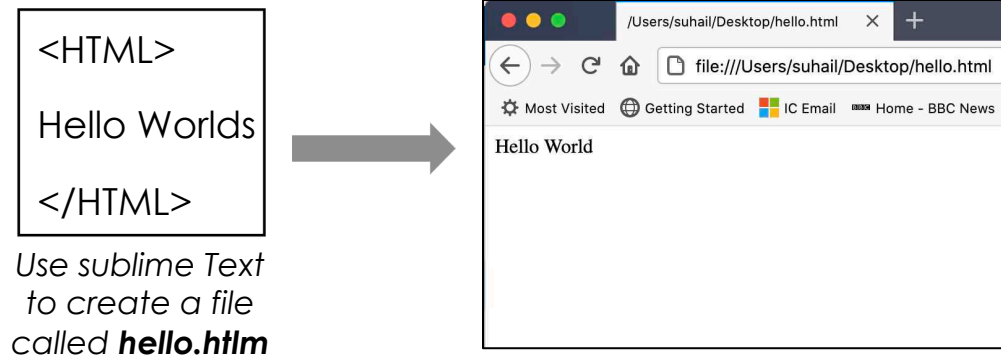 <HTML>
Hello Worlds
</HTML>
Use sublime Text
to create a file
called hello.htlm
/Users/suhail/Desktop/hello.html
file:///Users/suhail/Desktop/hello.html
Most Visited Getting Started IC Email BBC Home - BBC News
Hello World